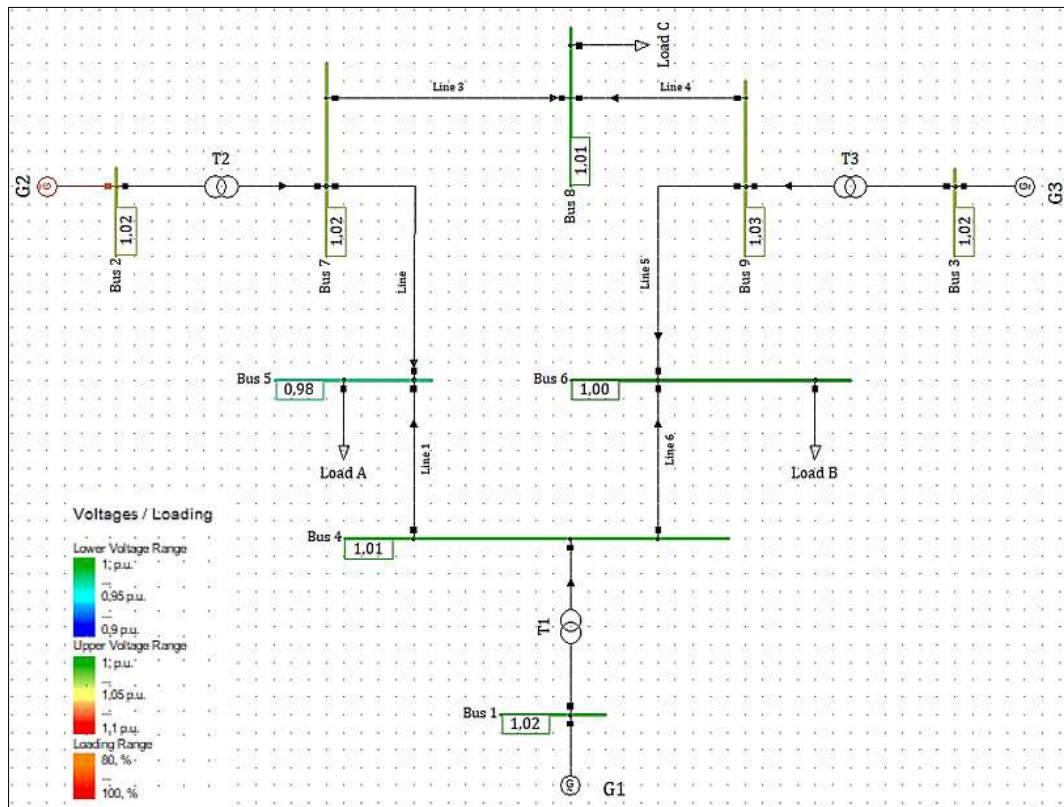 Load C
Line 3
Line 4
T2
T3
G2
G3
1,01
Bus 8
1,02
Bus 2
1,02
Bus 7
1,03
Bus 9
1,02
Bus 3
Line
Line 5
Bus 5
0,98
Bus 6
1,00
Load A
Line 1
Line 6
Load B
Bus 4
1,01
T1
Bus 1
1,02
G1
Voltages / Loading
Lower Voltage Range
1, p.u.
...
0,95 p.u.
...
0,9 p.u.
Upper Voltage Range
1, p.u.
...
1,05 p.u.
...
1,1 p.u.
Loading Range
80, %
...
100, %